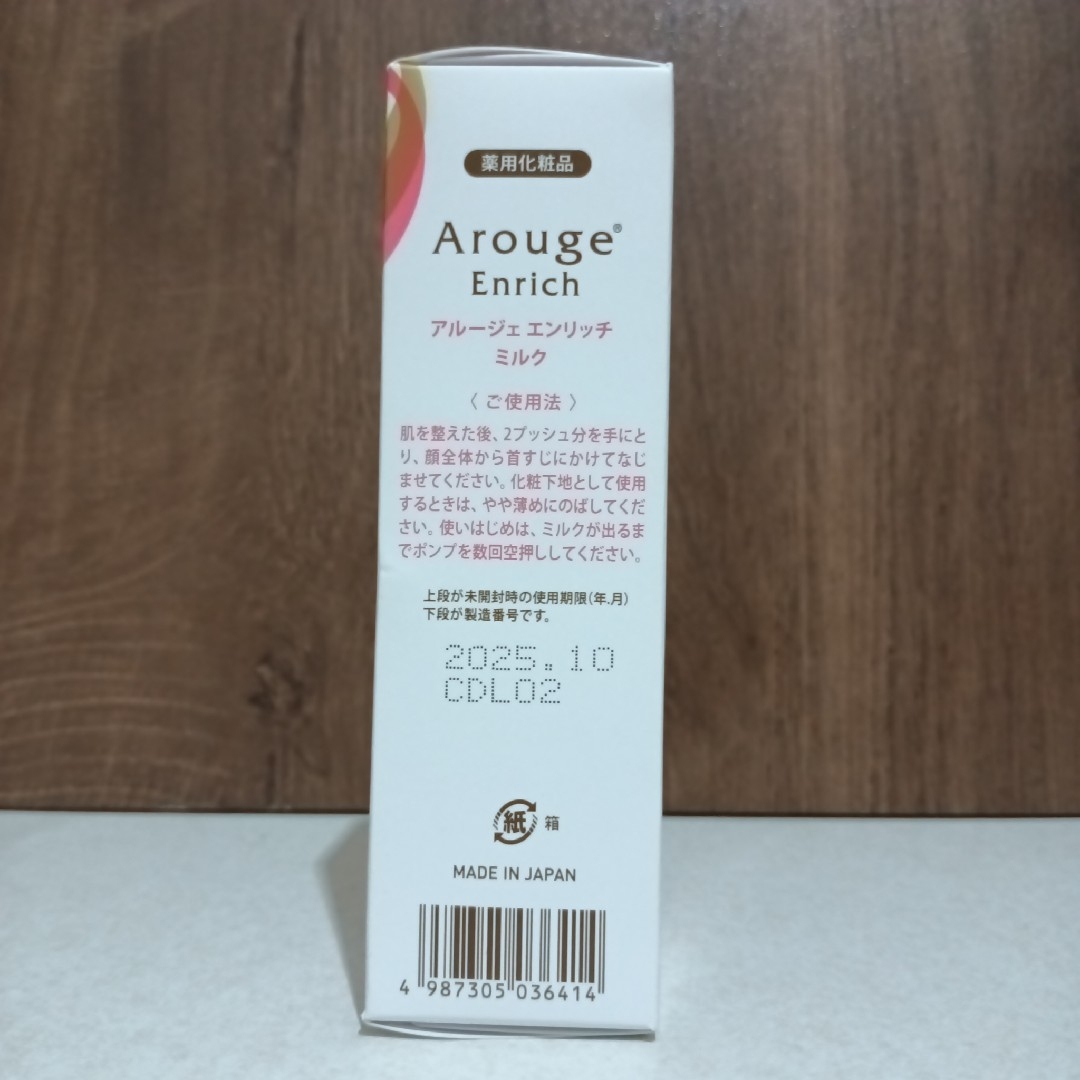 薬用化粧品
Arouge®
Enrich
アルージェ エンリッチ
ミルク
〈 ご使用法 〉
肌を整えた後、2プッシュ分を手にと
り、顔全体から首すじにかけてなじ
ませてください。化粧下地として使用
するときは、やや薄めにのばしてくだ
さい。使いはじめは、ミルクが出るま
でポンプを数回空押ししてください。
上段が未開封時の使用期限(年.月)
下段が製造番号です。
2025.10
CDL02
紙 箱
MADE IN JAPAN
4 987305 036414